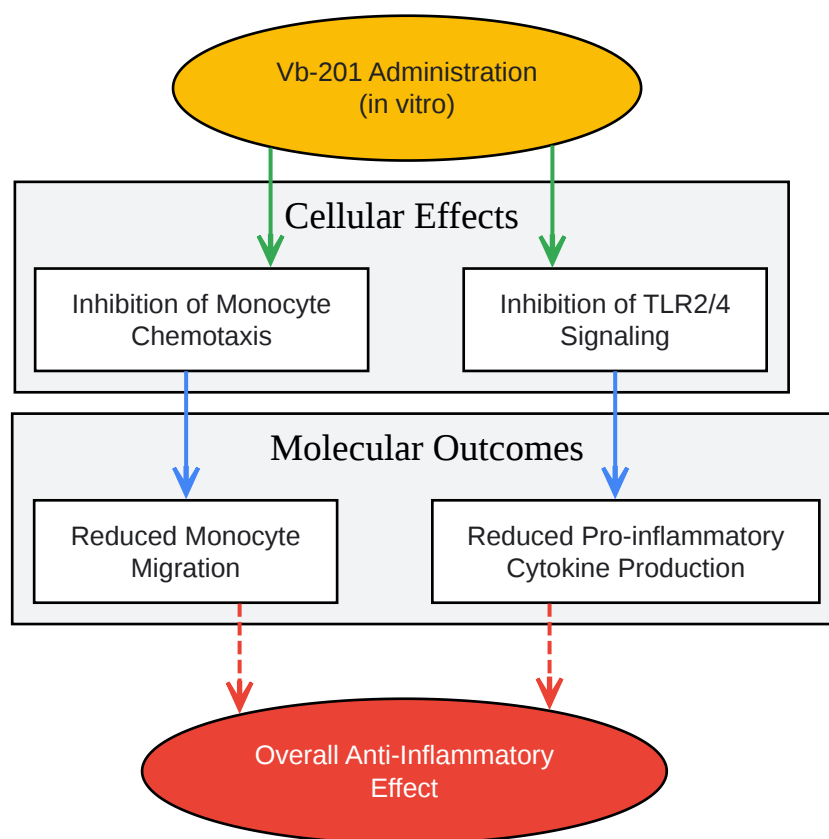 Vb-201 Administration
(in vitro)
Cellular Effects
Inhibition of Monocyte
Chemotaxis
Inhibition of TLR2/4
Signaling
Molecular Outcomes
Reduced Monocyte
Migration
Reduced Pro-inflammatory
Cytokine Production
Overall Anti-Inflammatory
Effect